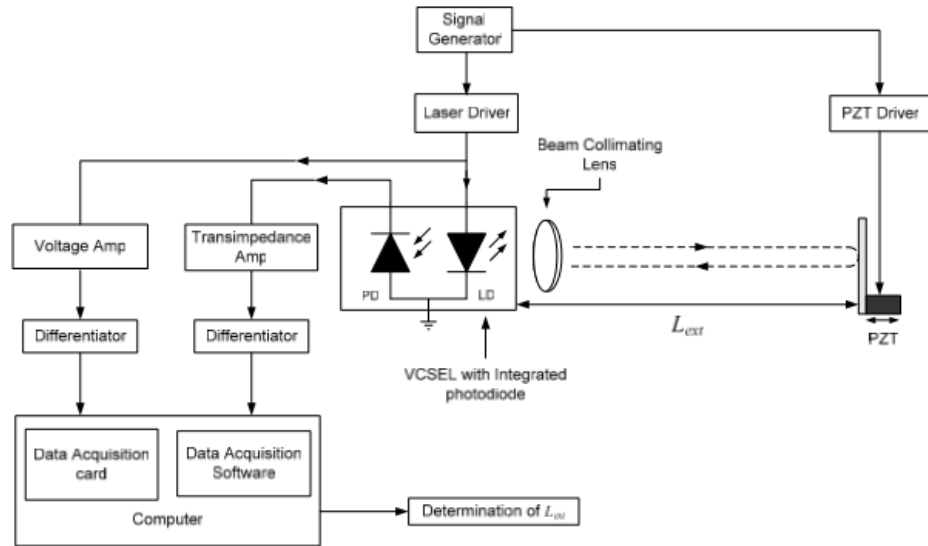 Signal
Generator
Laser Driver
PZT Driver
Beam Collimating
Lens
Voltage Amp
Transimpedance
Amp
PD
LD
Differentiator
Differentiator
L_ext
PZT
VCSEL with Integrated
photodiode
Data Acquisition
card
Data Acquisition
Software
Computer
Determination of L_ext